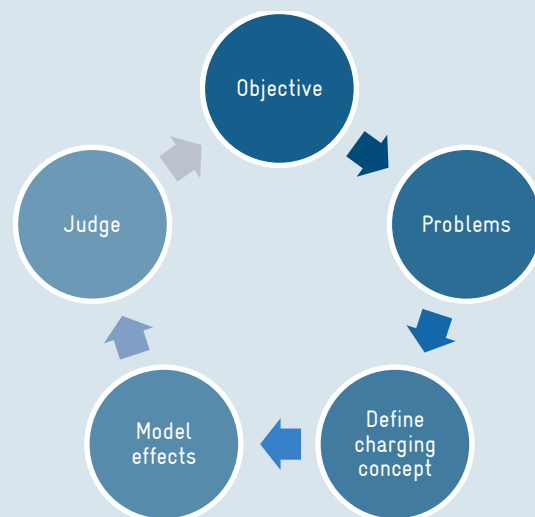 Objective
Problems
Define
charging
concept
Model
effects
Judge